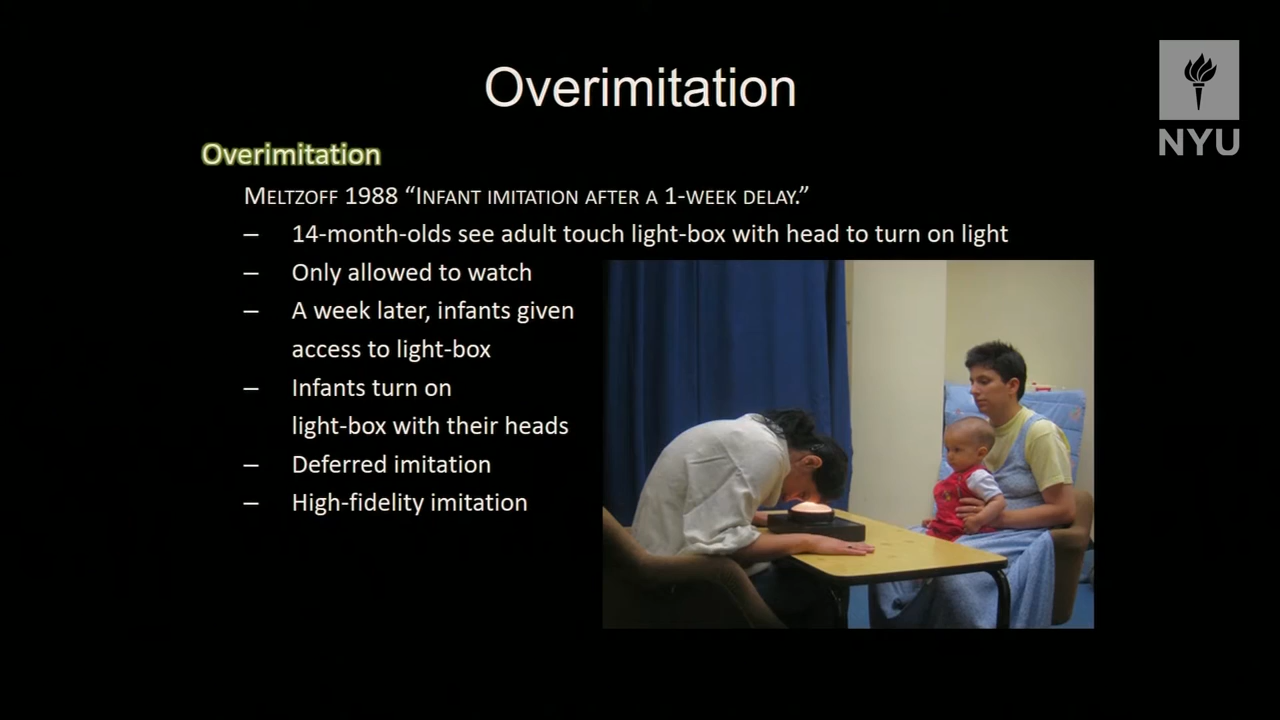 Overimitation
NYU
Overimitation
MELTZOFF 1988 “INFANT IMITATION AFTER A 1-WEEK DELAY.”
– 14-month-olds see adult touch light-box with head to turn on light
– Only allowed to watch
– A week later, infants given
access to light-box
– Infants turn on
light-box with their heads
– Deferred imitation
– High-fidelity imitation